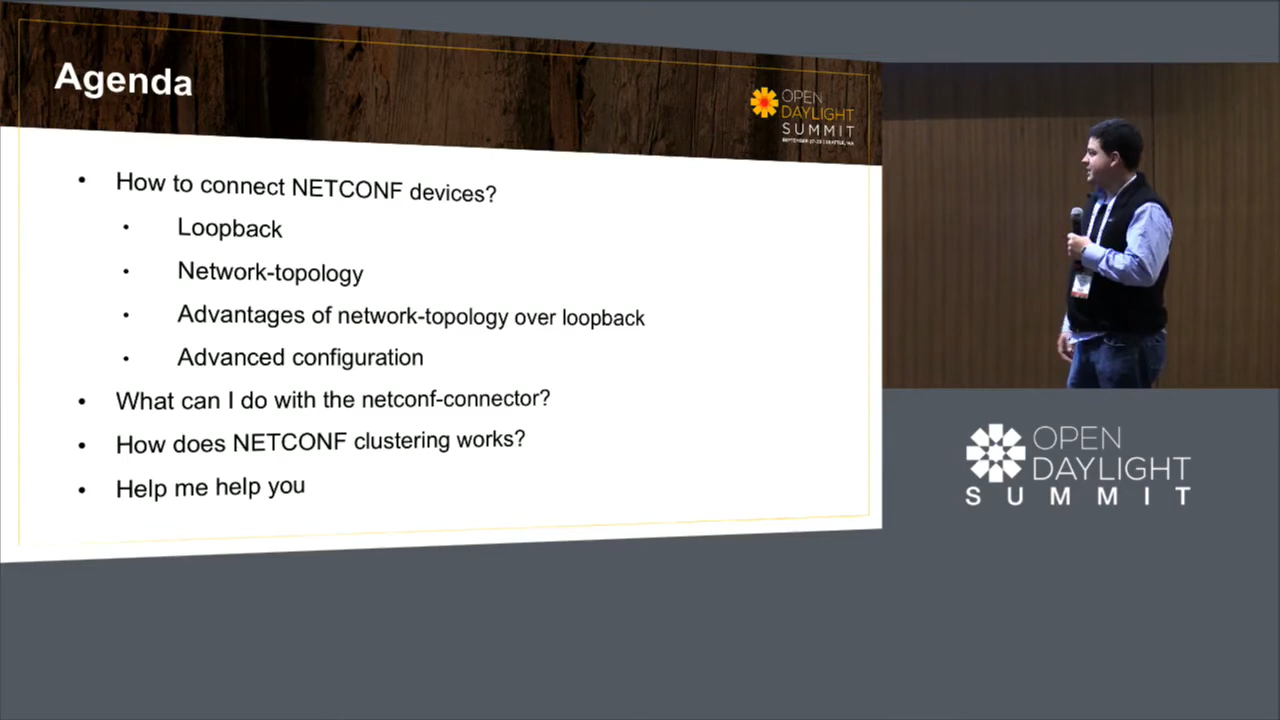 Agenda
OPEN
DAYLIGHT
SUMMIT
• How to connect NETCONF devices?
• Loopback
• Network-topology
• Advantages of network-topology over loopback
• Advanced configuration
• What can I do with the netconf-connector?
• How does NETCONF clustering works?
• Help me help you
OPEN
DAYLIGHT
SUMMIT